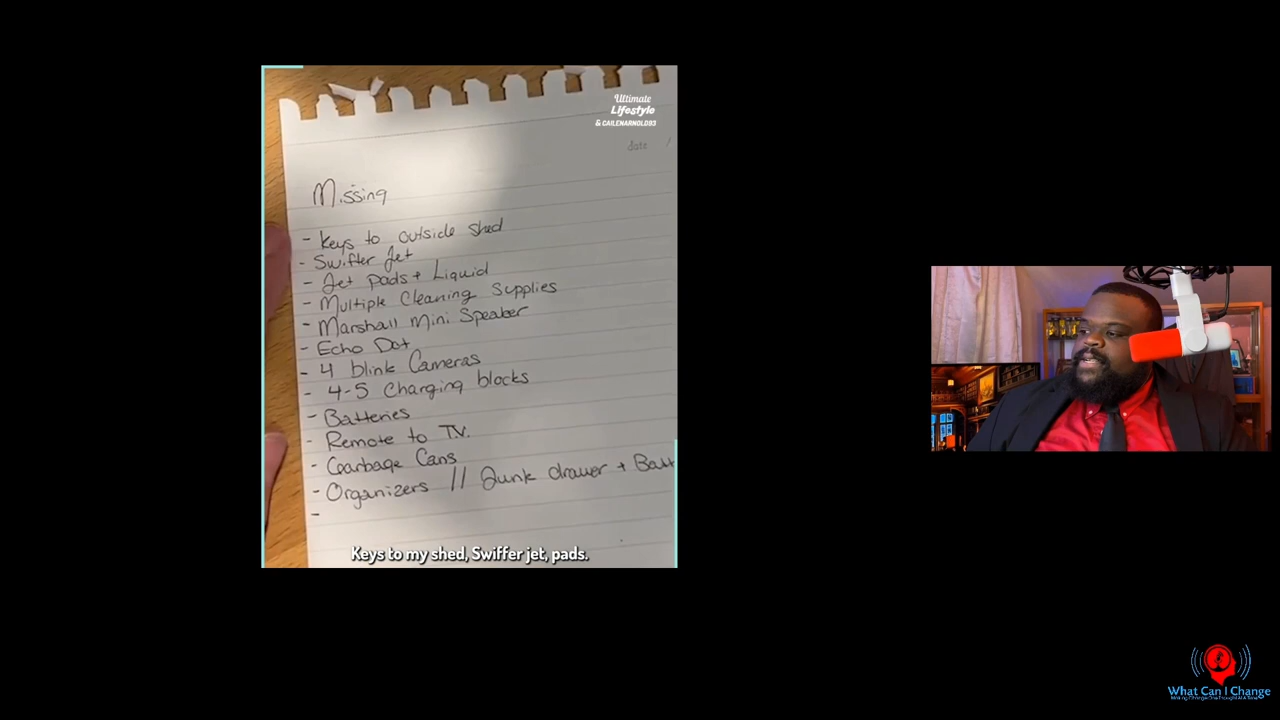 Ultimate
Lifestyle
& CAILENARNOLD93
date /
Missing
- Keys to outside shed
- Swifter Jet
- Jet Pads + Liquid
- Multiple Cleaning Supplies
- Marshall Mini Speaker
- Echo Dot
- 4 blink Cameras
- 4-5 Charging blocks
- Batteries
- Remote to T.V.
- Garbage Cans
- Organizers // Junk drawer +
-
Keys to my shed, Swiffer jet, pads.
What Can I Change